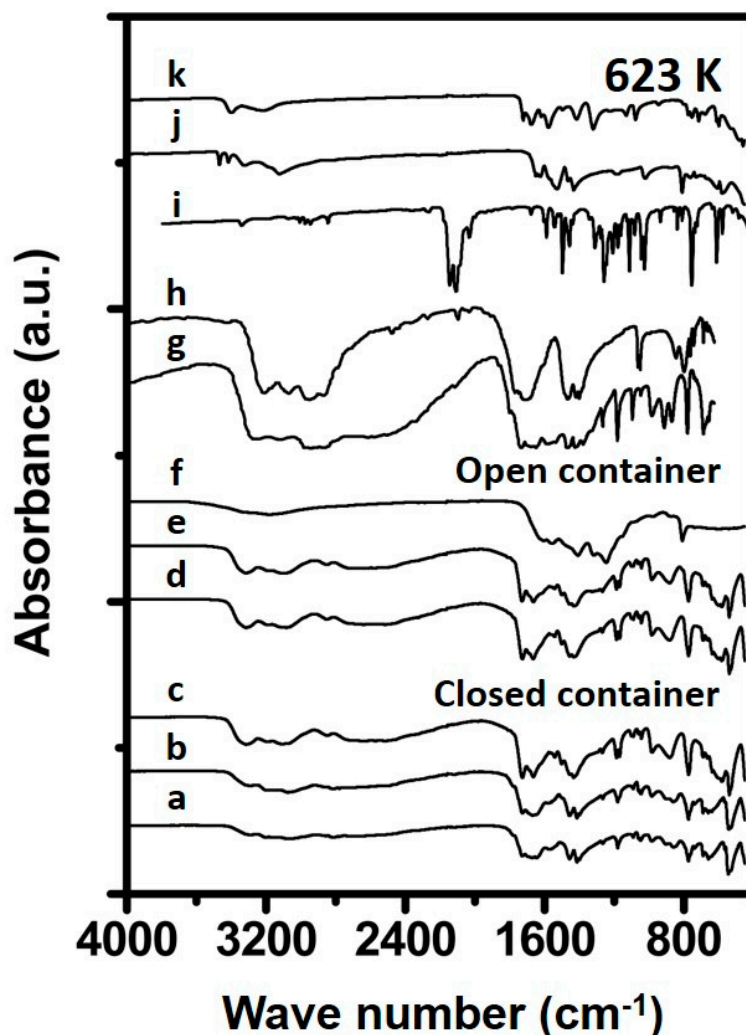 k
623 K
j
i
h
g
Open container
f
e
d
Closed container
c
b
a
Absorbance (a.u.)
4000 3200 2400 1600 800
Wave number (cm⁻¹)